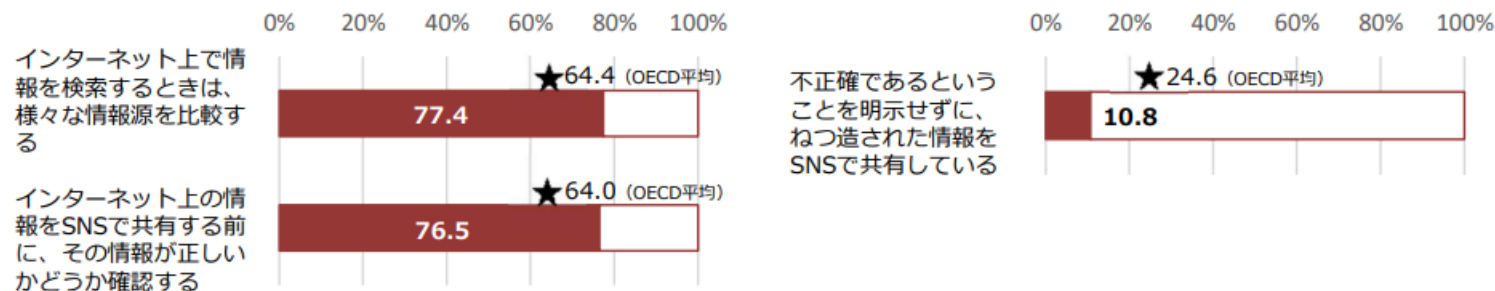 0% 20% 40% 60% 80% 100%
インターネット上で情
報を検索するときは、
様々な情報源を比較す
る
★64.4（OECD平均）
77.4
インターネット上の情
報をSNSで共有する前
に、その情報が正しい
かどうか確認する
★64.0（OECD平均）
76.5
0% 20% 40% 60% 80% 100%
不正確であるという
ことを明示せずに、
ねつ造された情報を
SNSで共有している
★24.6（OECD平均）
10.8